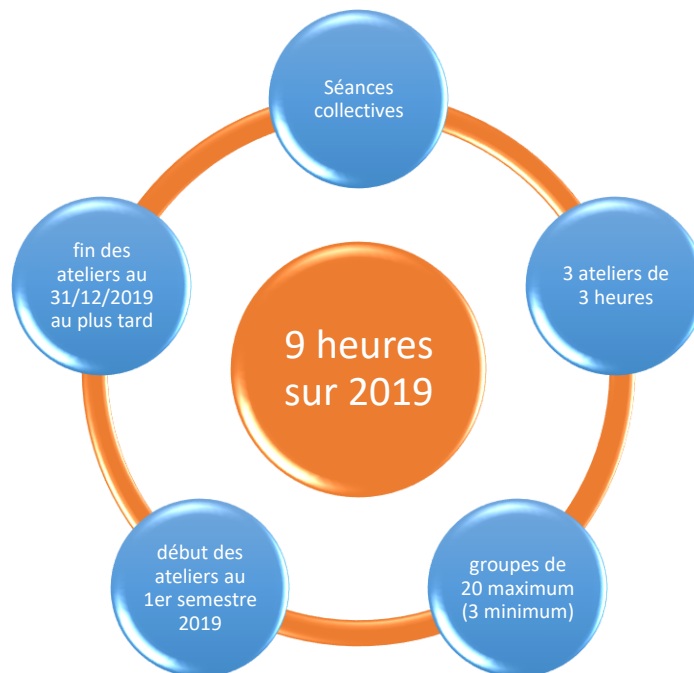 Séances
collectives
3 ateliers de
3 heures
groupes de
20 maximum
(3 minimum)
début des
ateliers au
1er semestre
2019
fin des
ateliers au
31/12/2019
au plus tard
9 heures
sur 2019